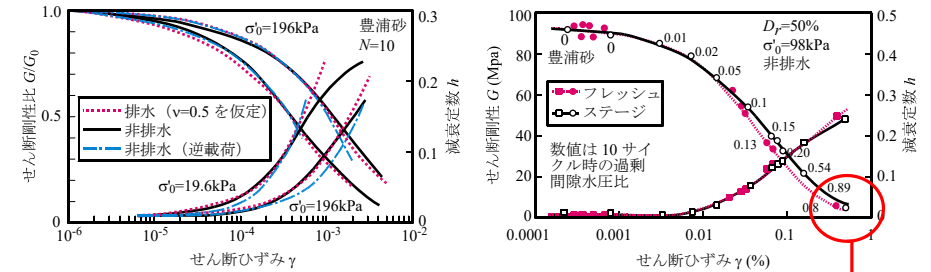 1.0
0.5
0
せん断剛性比 G/G0
σ'0=196kPa
豊浦砂
N=10
排水（ν=0.5 を仮定）
非排水
非排水（逆載荷）
σ'0=19.6kPa
σ'0=196kPa
0.3
0.2
0.1
0
減衰定数 h
10-6
10-5
10-4
10-3
10-2
せん断ひずみ γ
100
80
60
40
20
0
せん断剛性 G (Mpa)
0
0
0.01
0.02
0.05
0.1
0.15
0.13
0.20
0.54
0.89
0.8
豊浦砂
Dr=50%
σ'0=98kPa
非排水
フレッシュ
ステージ
数値は 10 サイ
クル時の過剰
間隙水圧比
0.5
0.4
0.3
0.2
0.1
0
減衰定数 h
0.0001
0.001
0.01
0.1
1
せん断ひずみ γ (%)